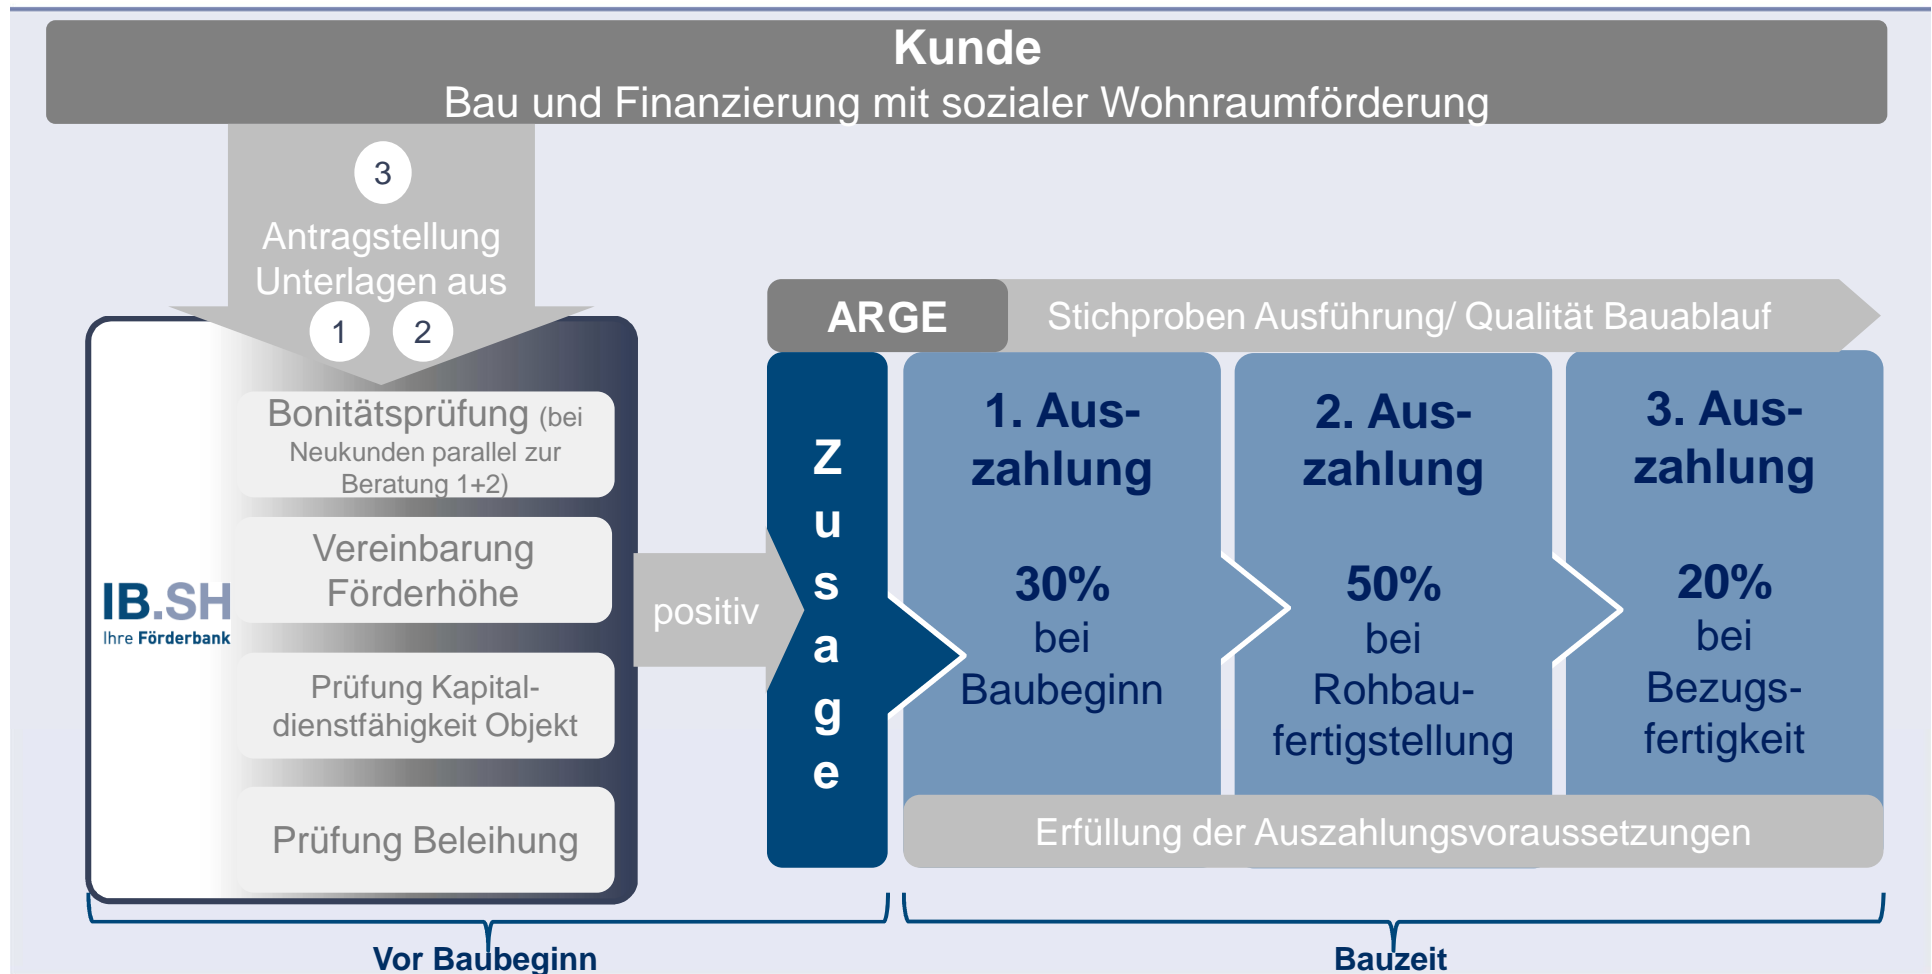 Kunde
Bau und Finanzierung mit sozialer Wohnraumförderung
3
Antragstellung
Unterlagen aus
1 2
Bonitätsprüfung (bei
Neukunden parallel zur
Beratung 1+2)
Vereinbarung
Förderhöhe
Prüfung Kapital-
dienstfähigkeit Objekt
Prüfung Beleihung
IB.SH
Ihre Förderbank
positiv
Z
u
s
a
g
e
ARGE
Stichproben Ausführung/ Qualität Bauablauf
1. Aus-
zahlung
30%
bei
Baubeginn
2. Aus-
zahlung
50%
bei
Rohbau-
fertigstellung
3. Aus-
zahlung
20%
bei
Bezugs-
fertigkeit
Erfüllung der Auszahlungsvoraussetzungen
Vor Baubeginn
Bauzeit